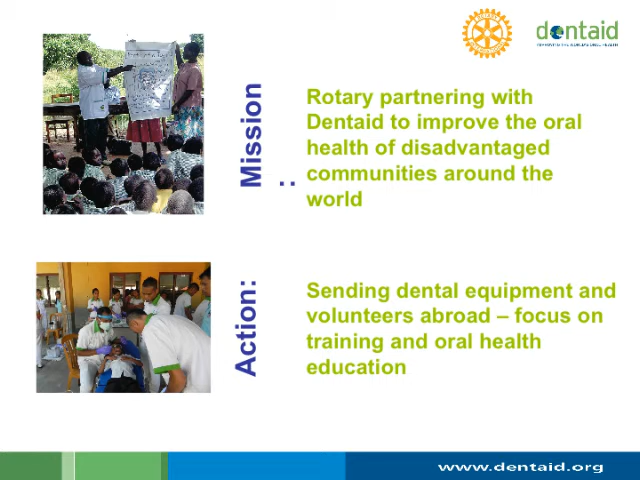 dentaid
Mission
:
Rotary partnering with
Dentaid to improve the oral
health of disadvantaged
communities around the
world
Action:
Sending dental equipment and
volunteers abroad – focus on
training and oral health
education
www.dentaid.org